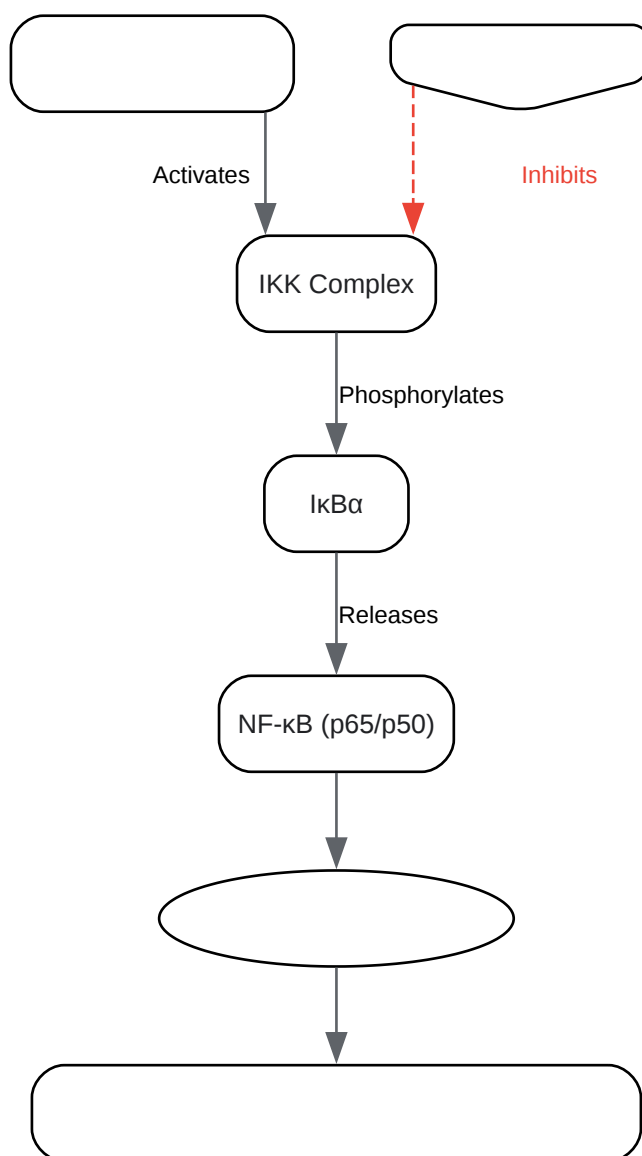 Activates
Inhibits
IKK Complex
Phosphorylates
IκBα
Releases
NF-κB (p65/p50)